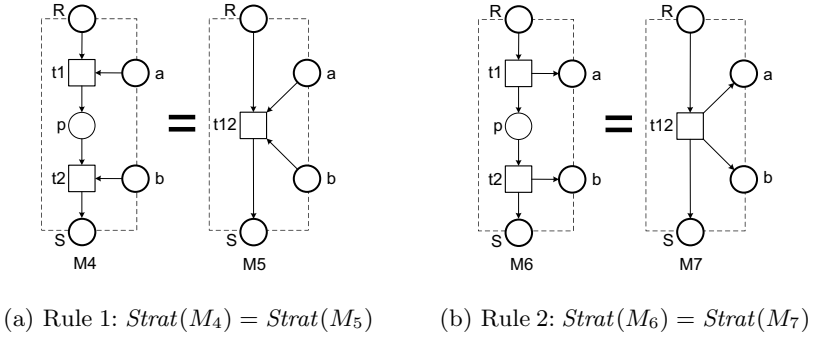 R
t1
a
p
t2
b
S
M4
=
R
a
t12
b
S
M5
R
t1
a
p
t2
b
S
M6
=
R
a
t12
b
S
M7
(a) Rule 1: Strat(M₄) = Strat(M₅)
(b) Rule 2: Strat(M₆) = Strat(M₇)